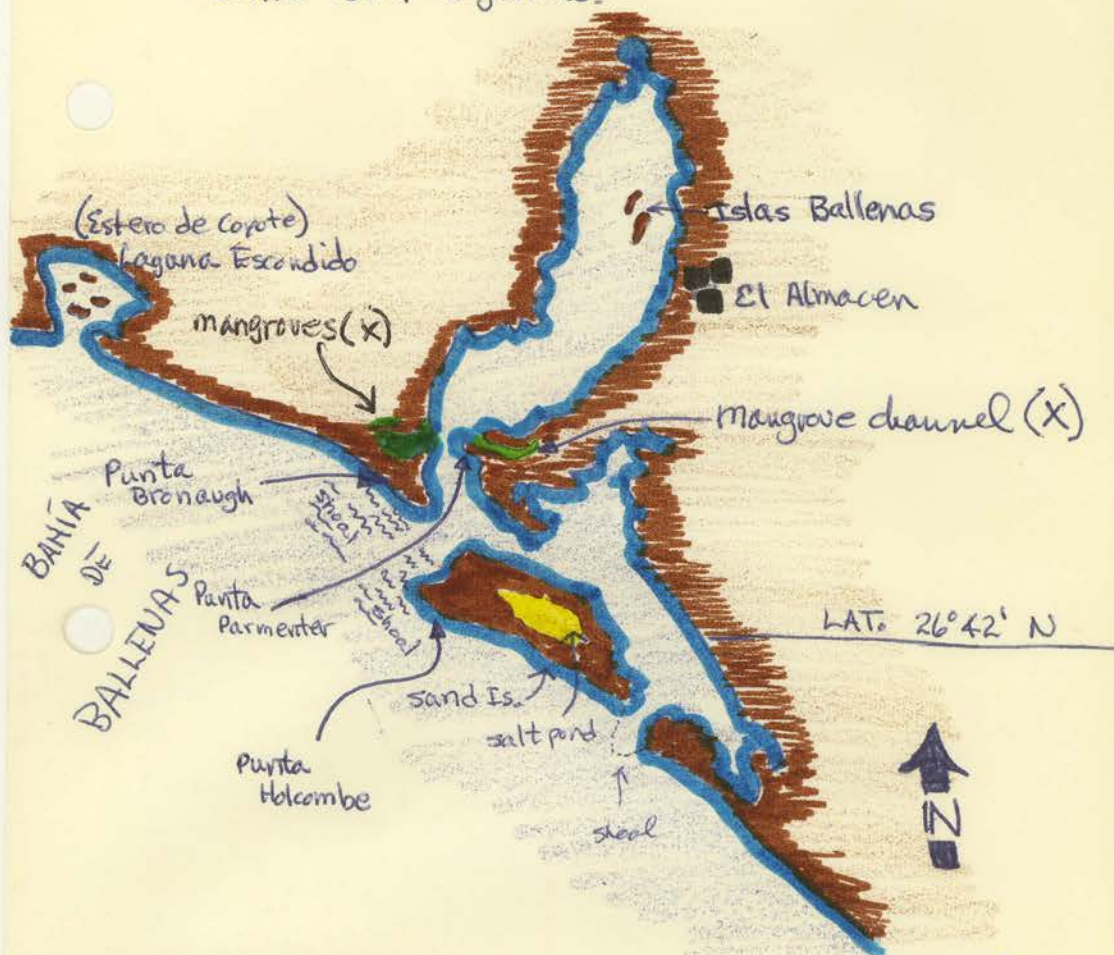 Islas Ballenas
(Estero de Coyote)
Laguna Escondido
El Almacen
mangroves (X)
mangrove channel (X)
Punta
Bronaugh
shoal
BAHÍA
DE
BALLENAS
Punta
Parmenter
shoal
LAT. 26°42' N
sand Is.
salt pond
Punta
Holcombe
shoal
N